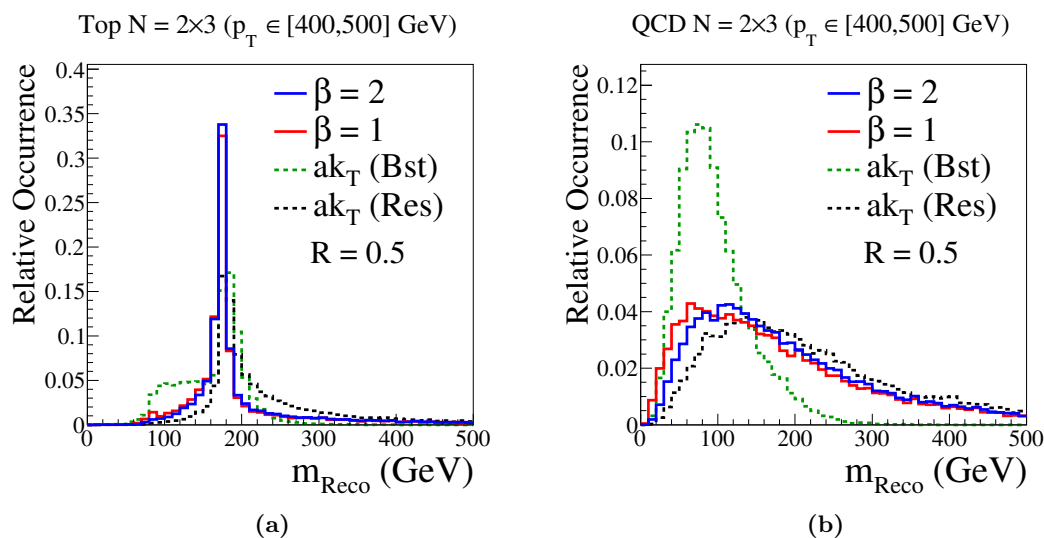 Top N = 2×3 (p_T ∈ [400,500] GeV)
Relative Occurrence
0.4
0.35
0.3
0.25
0.2
0.15
0.1
0.05
0
β = 2
β = 1
ak_T (Bst)
ak_T (Res)
R = 0.5
0 100 200 300 400 500
m_Reco (GeV)
(a)
QCD N = 2×3 (p_T ∈ [400,500] GeV)
Relative Occurrence
0.12
0.1
0.08
0.06
0.04
0.02
0
β = 2
β = 1
ak_T (Bst)
ak_T (Res)
R = 0.5
0 100 200 300 400 500
m_Reco (GeV)
(b)